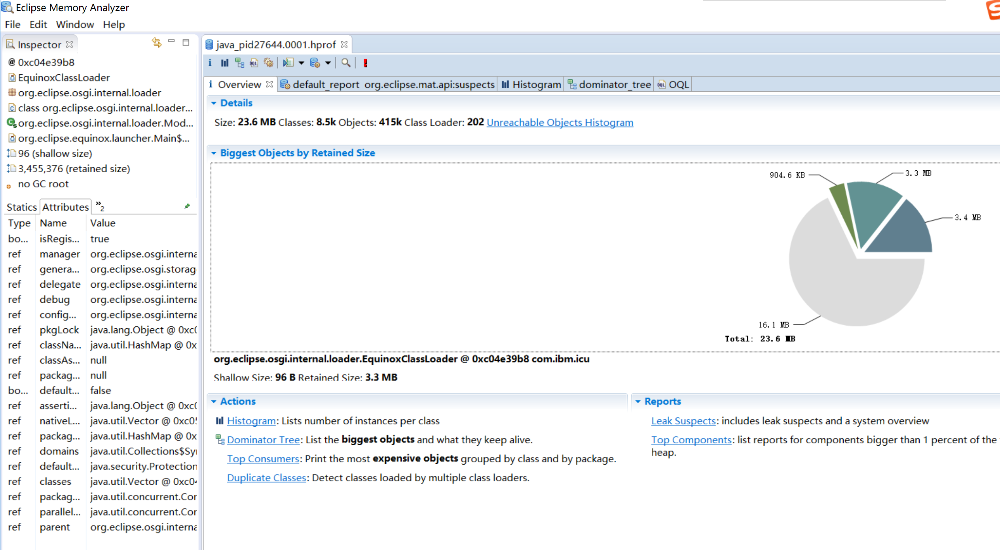 Eclipse Memory Analyzer
File Edit Window Help
Inspector
@ 0xc04e39b8
EquinoxClassLoader
org.eclipse.osgi.internal.loader
class org.eclipse.osgi.internal.loader...
org.eclipse.osgi.internal.loader.Mod...
org.eclipse.equinox.launcher.Main$...
96 (shallow size)
3,455,376 (retained size)
no GC root
Statics Attributes »2
Type Name Value
bo... isRegis... true
ref manager org.eclipse.osgi.interna
ref genera... org.eclipse.osgi.storag
ref delegate org.eclipse.osgi.interna
ref debug org.eclipse.osgi.interna
ref config... org.eclipse.osgi.interna
ref pkgLock java.lang.Object @ 0xc0
ref classNa... java.util.HashMap @ 0x
ref classAs... null
ref packag... null
bo... default... false
ref asserti... java.lang.Object @ 0xc0
ref nativeL... java.util.Vector @ 0xc05
ref packag... java.util.HashMap @ 0x
ref domains java.util.Collections$Syn
ref default... java.security.Protection
ref classes java.util.Vector @ 0xc04
ref packag... java.util.concurrent.Cor
ref parallel... java.util.concurrent.Cor
ref parent org.eclipse.osgi.interna
java_pid27644.0001.hprof
Overview default_report org.eclipse.mat.api:suspects Histogram dominator_tree OQL
Details
Size: 23.6 MB Classes: 8.5k Objects: 415k Class Loader: 202 Unreachable Objects Histogram
Biggest Objects by Retained Size
904.6 KB
3.3 MB
3.4 MB
16.1 MB
Total: 23.6 MB
org.eclipse.osgi.internal.loader.EquinoxClassLoader @ 0xc04e39b8 com.ibm.icu
Shallow Size: 96 B Retained Size: 3.3 MB
Actions
Histogram: Lists number of instances per class
Dominator Tree: List the biggest objects and what they keep alive.
Top Consumers: Print the most expensive objects grouped by class and by package.
Duplicate Classes: Detect classes loaded by multiple class loaders.
Reports
Leak Suspects: includes leak suspects and a system overview
Top Components: list reports for components bigger than 1 percent of the
heap.